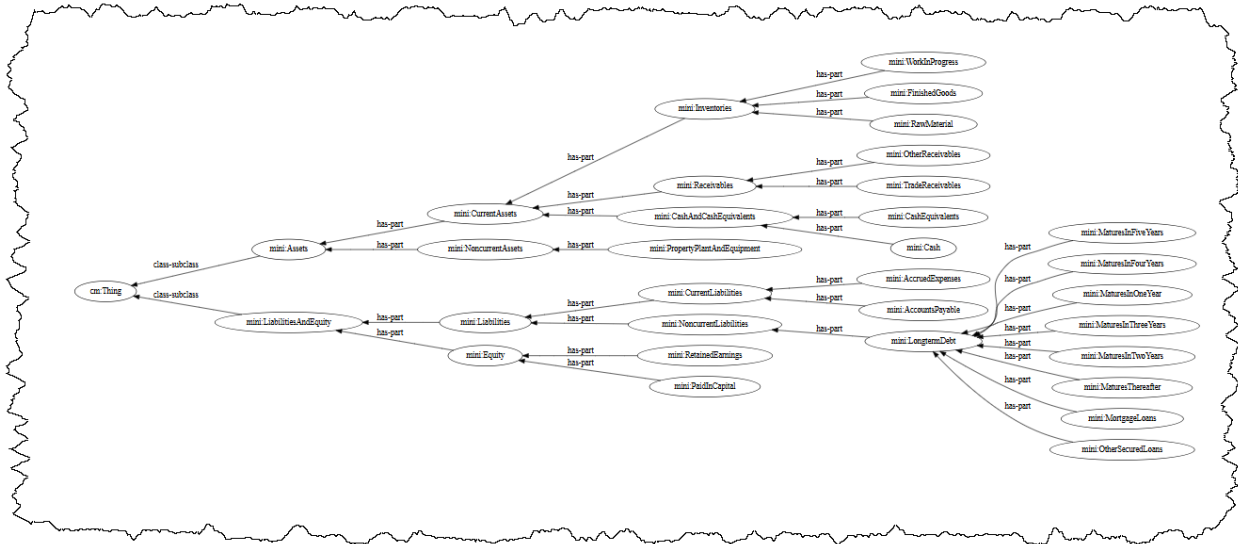 mini:WorkInProgress
has-part
mini:FinishedGoods
has-part
mini:Inventories
has-part
mini:RawMaterial
has-part
mini:OtherReceivables
has-part
mini:Receivables
has-part
mini:TradeReceivables
has-part
mini:CurrentAssets
has-part
mini:CashAndCashEquivalents
has-part
mini:CashEquivalents
has-part
mini:Cash
has-part
mini:Assets
has-part
mini:NoncurrentAssets
has-part
mini:PropertyPlantAndEquipment
class-subclass
cm:Thing
class-subclass
mini:LiabilitiesAndEquity
has-part
mini:Liabilities
has-part
mini:CurrentLiabilities
has-part
mini:AccruedExpenses
has-part
mini:AccountsPayable
has-part
mini:NoncurrentLiabilities
has-part
mini:LongtermDebt
has-part
mini:Equity
has-part
mini:RetainedEarnings
has-part
mini:PaidInCapital
has-part
mini:MaturesInFiveYears
has-part
mini:MaturesInFourYears
has-part
mini:MaturesInOneYear
has-part
mini:MaturesInThreeYears
has-part
mini:MaturesInTwoYears
has-part
mini:MaturesThereafter
has-part
mini:MortgageLoans
has-part
mini:OtherSecuredLoans